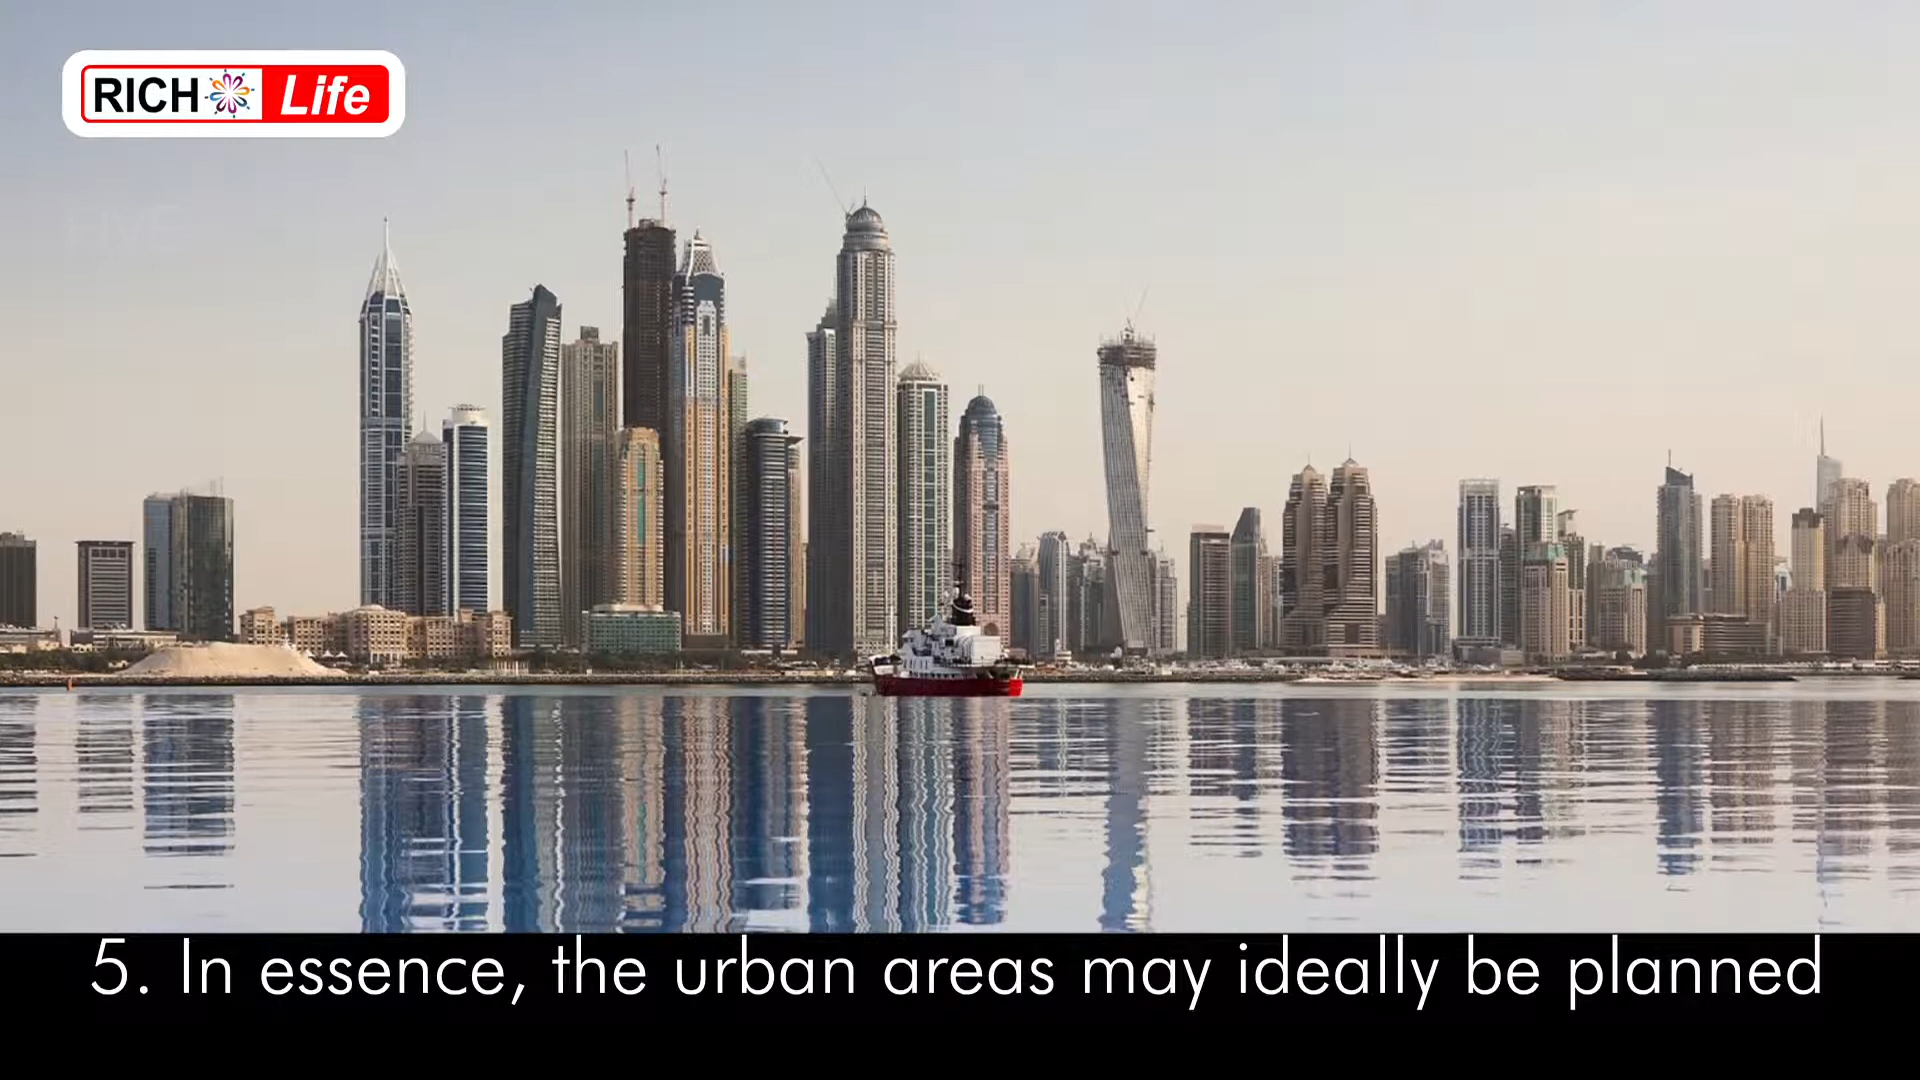 RICH Life
5. In essence, the urban areas may ideally be planned